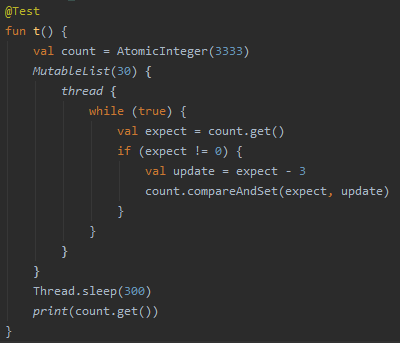 @Test
fun t() {
    val count = AtomicInteger(3333)
    MutableList(30) {
        thread {
            while (true) {
                val expect = count.get()
                if (expect != 0) {
                    val update = expect - 3
                    count.compareAndSet(expect, update)
                }
            }
        }
    }
    Thread.sleep(300)
    print(count.get())
}